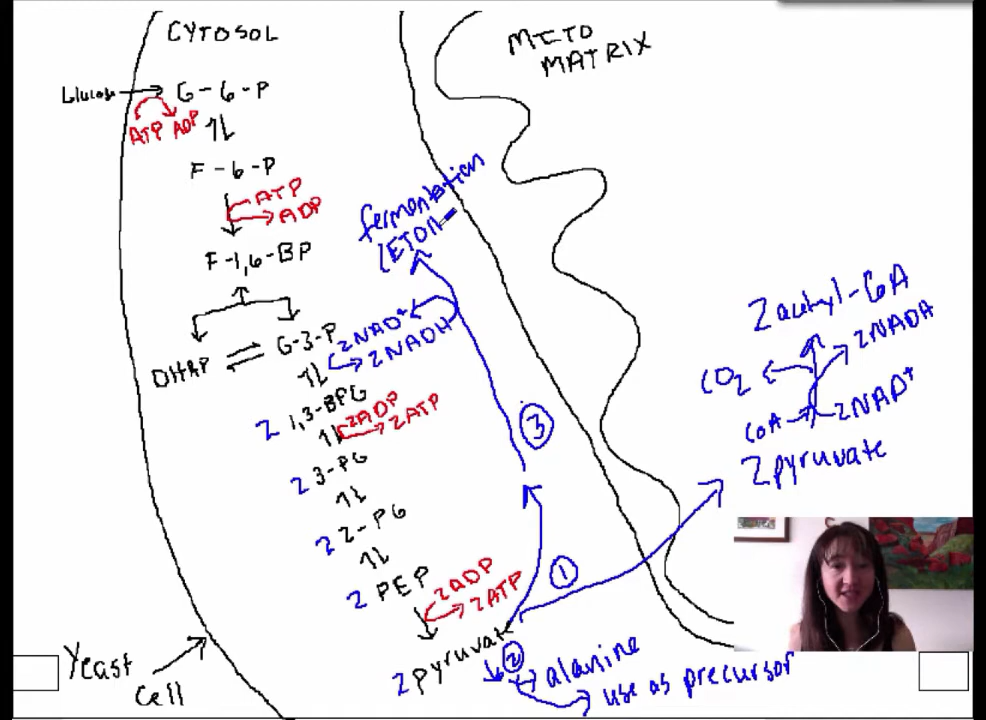 CYTOSOL
MITO
MATRIX
Glucose → G-6-P
ATP ADP
F-6-P
ATP
ADP
F-1,6-BP
DHAP ⇌ G-3-P
2NAD+
2NADH
2 1,3-BPG
2ADP
2ATP
2 3-PG
2 2-PG
2 PEP
2ADP
2ATP
2 pyruvate
1
2 pyruvate
CoA
2NAD+
CO2
2NADH
2 acetyl-CoA
2
alanine
use as precursor
3
fermentation
(ETOH
Yeast
Cell